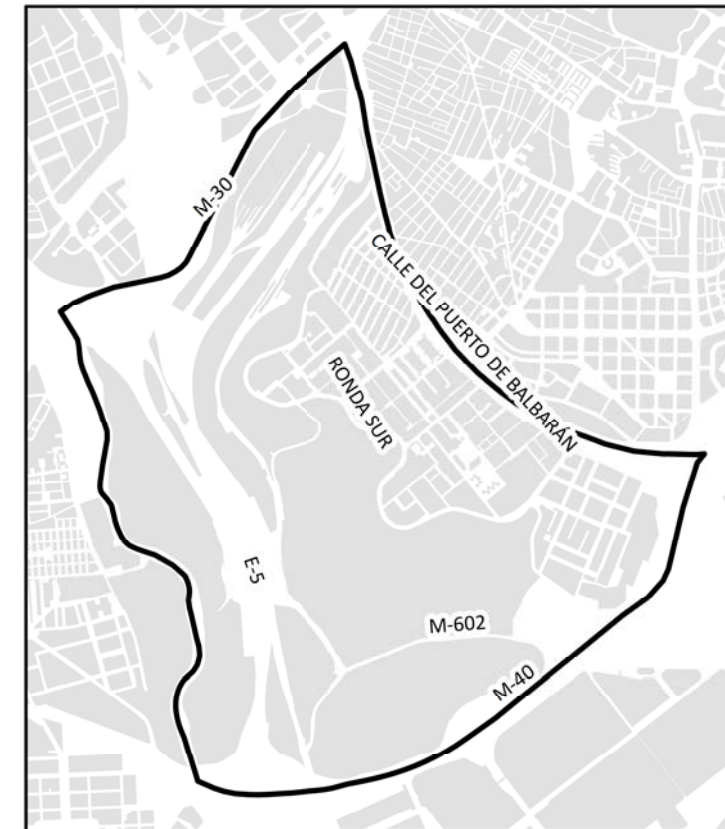 M-30
CALLE DEL PUERTO DE BALBARÁN
RONDA SUR
E-5
M-602
M-40